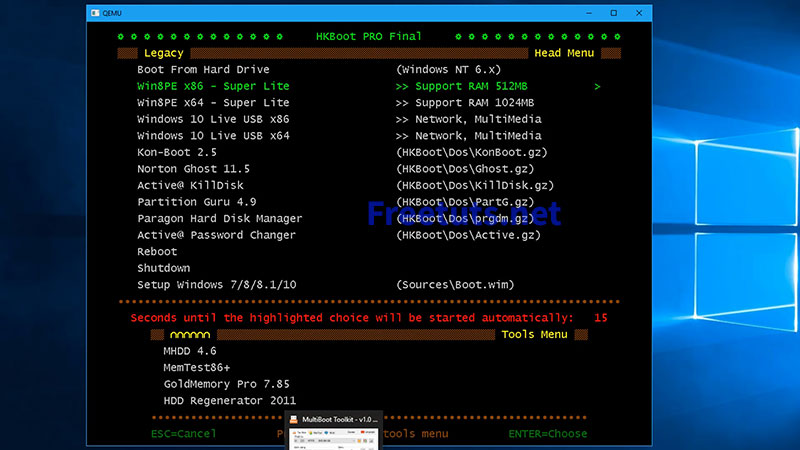 QEMU
HKBoot PRO Final
Legacy Head Menu
Boot From Hard Drive (Windows NT 6.x)
Win8PE x86 - Super Lite >> Support RAM 512MB >
Win8PE x64 - Super Lite >> Support RAM 1024MB
Windows 10 Live USB x86 >> Network, MultiMedia
Windows 10 Live USB x64 >> Network, MultiMedia
Kon-Boot 2.5 (HKBoot\Dos\KonBoot.gz)
Norton Ghost 11.5 (HKBoot\Dos\Ghost.gz)
Active@ KillDisk (HKBoot\Dos\KillDisk.gz)
Partition Guru 4.9 (HKBoot\Dos\PartG.gz)
Paragon Hard Disk Manager (HKBoot\Dos\prgdm.gz)
Freetuts.net
Active@ Password Changer (HKBoot\Dos\Active.gz)
Reboot
Shutdown
Setup Windows 7/8/8.1/10 (Sources\Boot.wim)
Seconds until the highlighted choice will be started automatically: 15
Tools Menu
MHDD 4.6
MemTest86+
GoldMemory Pro 7.85
HDD Regenerator 2011
MultiBoot Toolkit - v1.0 ...
ESC=Cancel tools menu ENTER=Choose